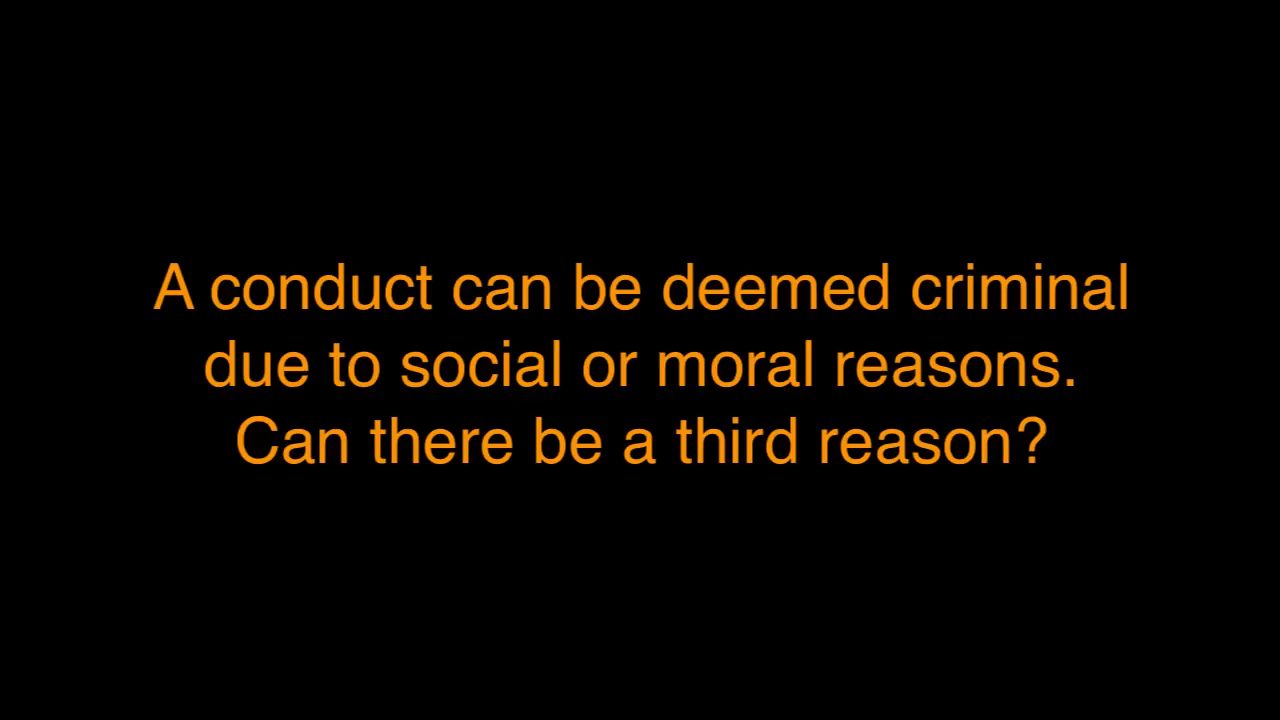 A conduct can be deemed criminal
due to social or moral reasons.
Can there be a third reason?